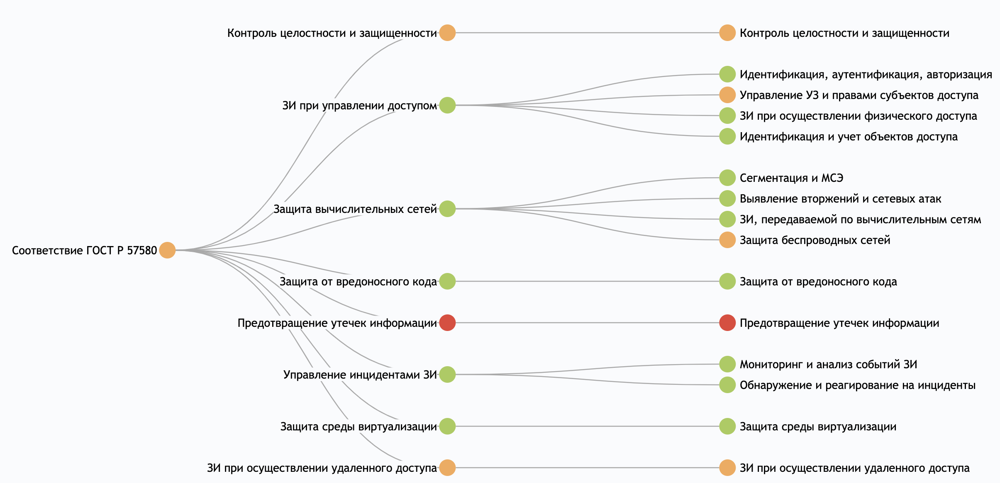 Соответствие ГОСТ Р 57580
Контроль целостности и защищенности
Контроль целостности и защищенности
ЗИ при управлении доступом
Идентификация, аутентификация, авторизация
Управление УЗ и правами субъектов доступа
ЗИ при осуществлении физического доступа
Идентификация и учет объектов доступа
Защита вычислительных сетей
Сегментация и МСЭ
Выявление вторжений и сетевых атак
ЗИ, передаваемой по вычислительным сетям
Защита беспроводных сетей
Защита от вредоносного кода
Защита от вредоносного кода
Предотвращение утечек информации
Предотвращение утечек информации
Управление инцидентами ЗИ
Мониторинг и анализ событий ЗИ
Обнаружение и реагирование на инциденты
Защита среды виртуализации
Защита среды виртуализации
ЗИ при осуществлении удаленного доступа
ЗИ при осуществлении удаленного доступа